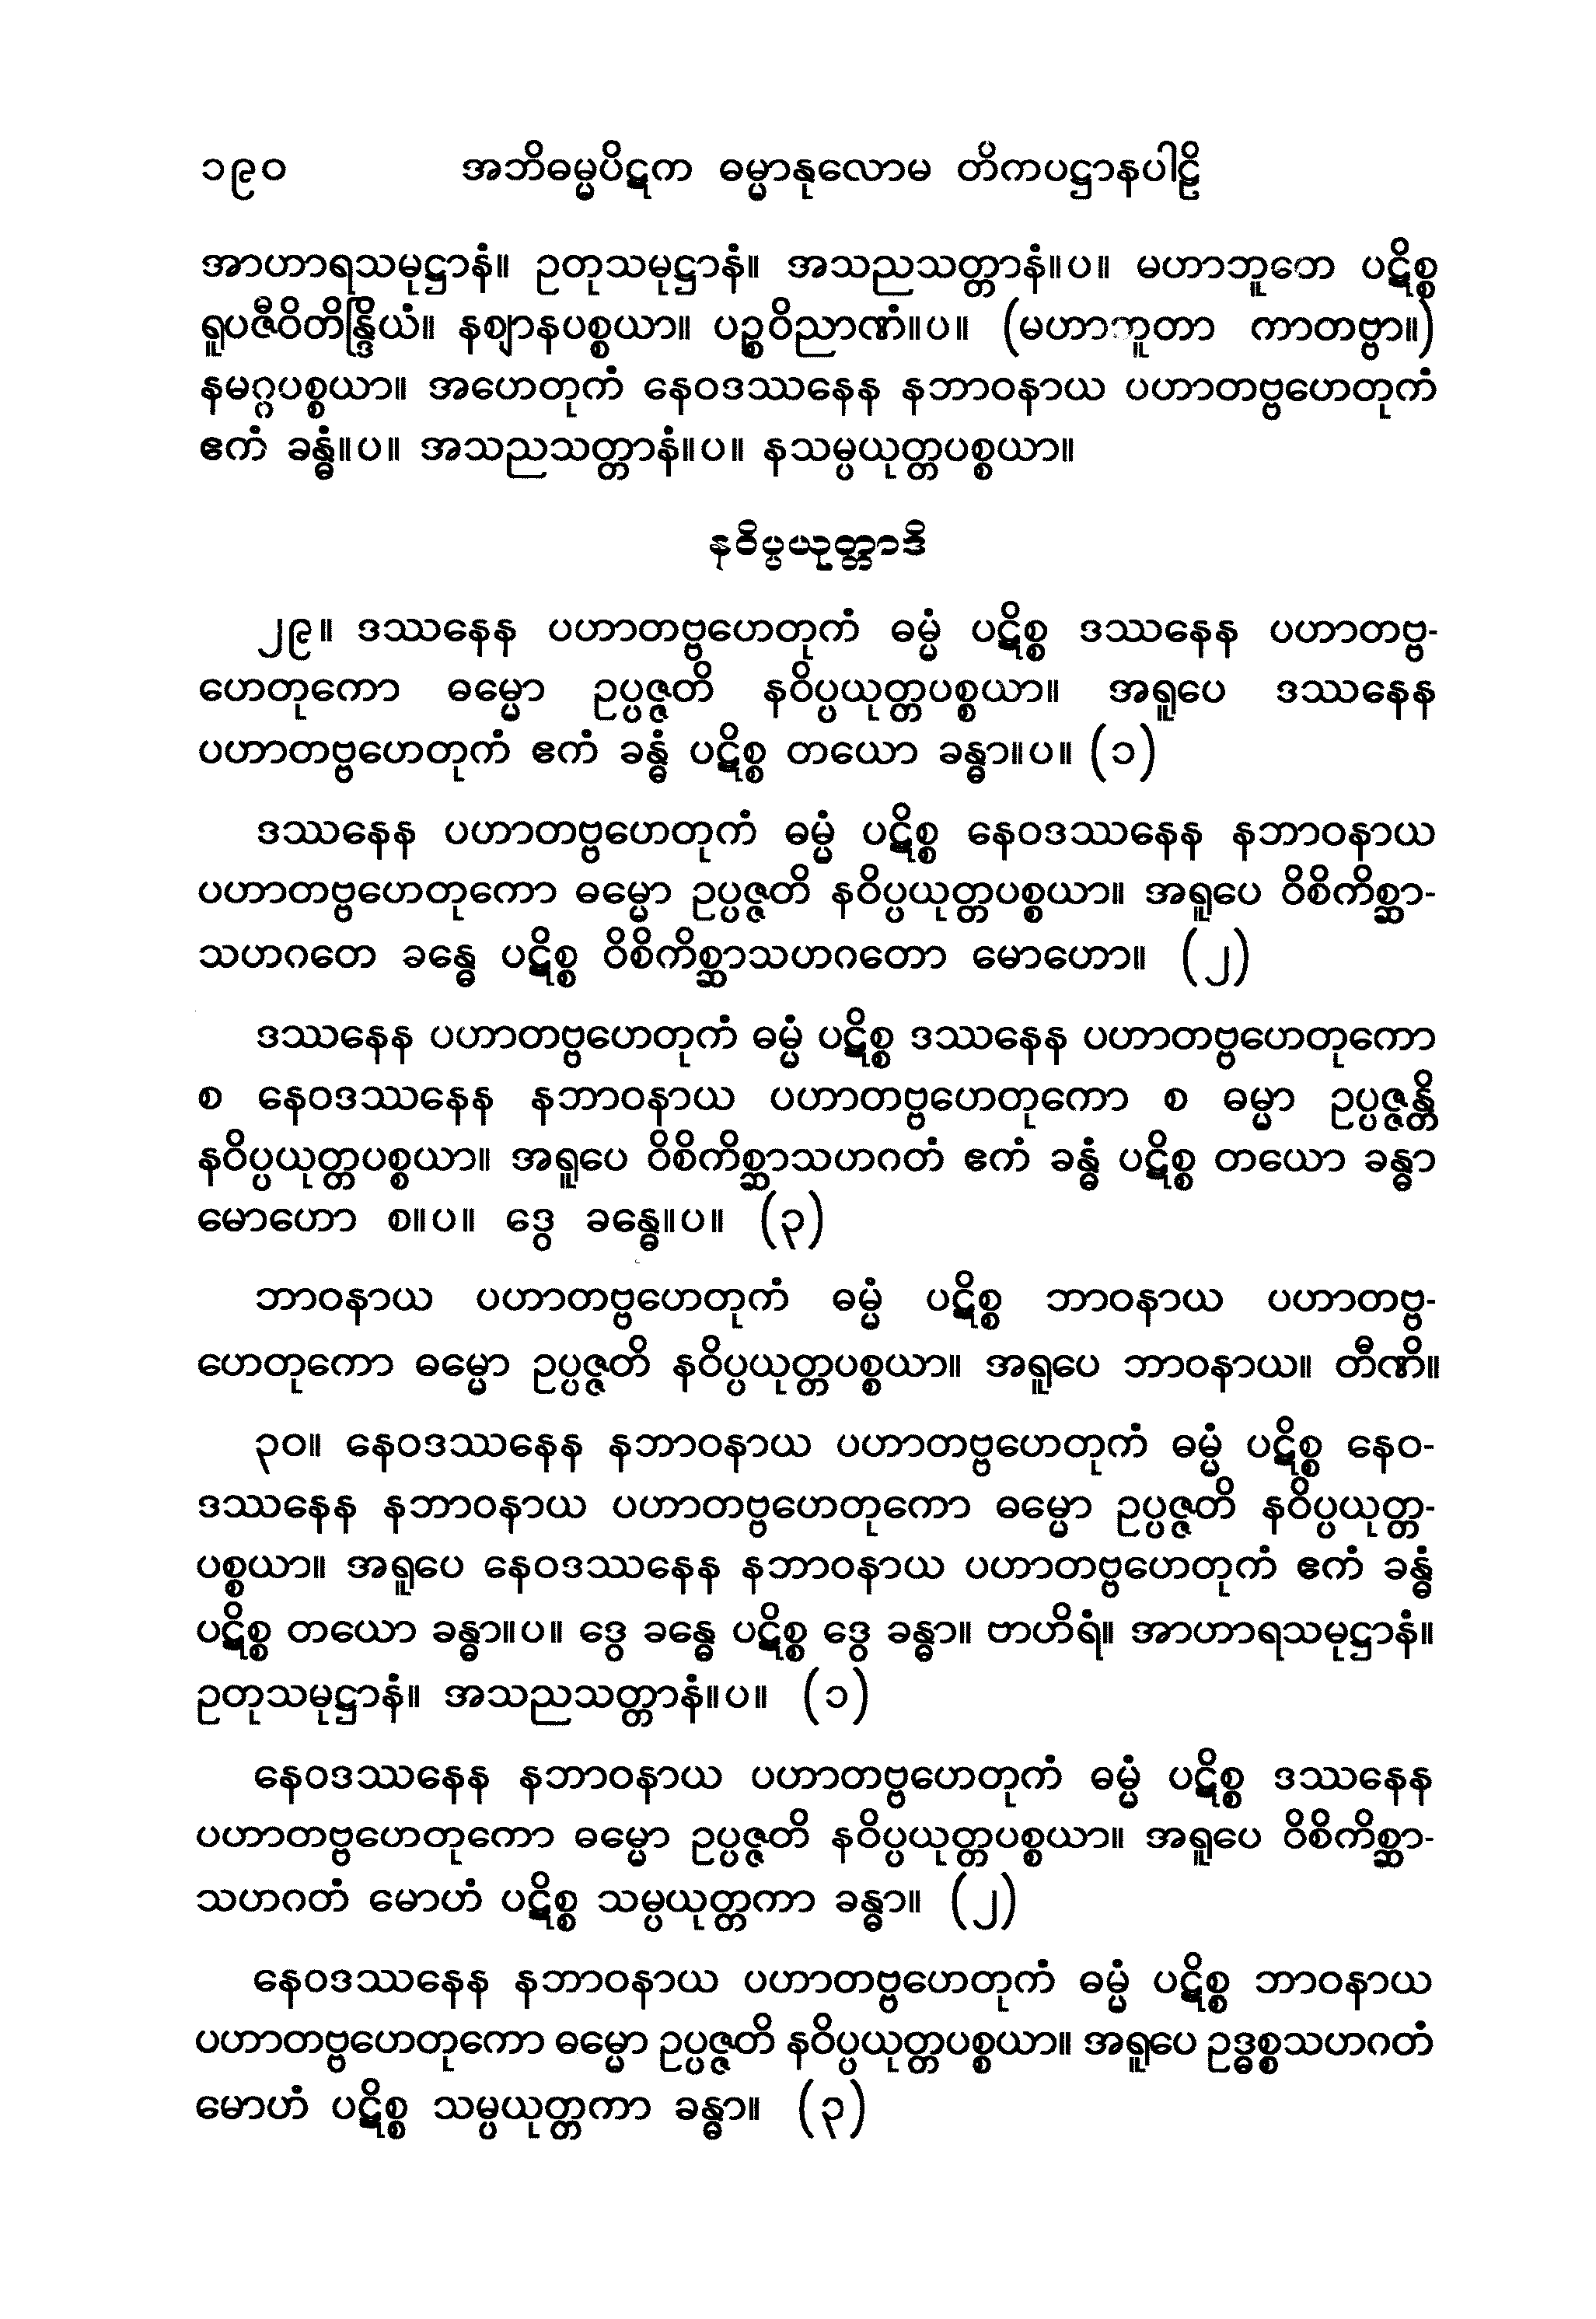 ၁၉၀ အဘိဓမ္မပိဋက ဓမ္မာနုလောမ တိကပဋ္ဌာနပါဠိ
အာဟာရသမုဋ္ဌာနံ။ ဥတုသမုဋ္ဌာနံ။ အသညသတ္တာနံ။ပ။ မဟာဘူတေ ပဋိစ္စ
ရူပဇီဝိတိန္ဒြိယံ။ နဈာနပစ္စယာ။ ပဉ္စဝိညာဏံ။ပ။ (မဟာဘူတာ ကာတဗ္ဗာ။)
နမဂ္ဂပစ္စယာ။ အဟေတုကံ နေဝဒဿနေန နဘာဝနာယ ပဟာတဗ္ဗဟေတုကံ
ဧကံ ခန္ဓံ။ပ။ အသညသတ္တာနံ။ပ။ နသမ္ပယုတ္တပစ္စယာ။
နဝိပ္ပယုတ္တာဒိ
၂၉။ ဒဿနေန ပဟာတဗ္ဗဟေတုကံ ဓမ္မံ ပဋိစ္စ ဒဿနေန ပဟာတဗ္ဗ-
ဟေတုကော ဓမ္မော ဥပ္ပဇ္ဇတိ နဝိပ္ပယုတ္တပစ္စယာ။ အရူပေ ဒဿနေန
ပဟာတဗ္ဗဟေတုကံ ဧကံ ခန္ဓံ ပဋိစ္စ တယော ခန္ဓာ။ပ။ (၁)
ဒဿနေန ပဟာတဗ္ဗဟေတုကံ ဓမ္မံ ပဋိစ္စ နေဝဒဿနေန နဘာဝနာယ
ပဟာတဗ္ဗဟေတုကော ဓမ္မော ဥပ္ပဇ္ဇတိ နဝိပ္ပယုတ္တပစ္စယာ။ အရူပေ ဝိစိကိစ္ဆာ-
သဟဂတေ ခန္ဓေ ပဋိစ္စ ဝိစိကိစ္ဆာသဟဂတော မောဟော။ (၂)
ဒဿနေန ပဟာတဗ္ဗဟေတုကံ ဓမ္မံ ပဋိစ္စ ဒဿနေန ပဟာတဗ္ဗဟေတုကော
စ နေဝဒဿနေန နဘာဝနာယ ပဟာတဗ္ဗဟေတုကော စ ဓမ္မာ ဥပ္ပဇ္ဇန္တိ
နဝိပ္ပယုတ္တပစ္စယာ။ အရူပေ ဝိစိကိစ္ဆာသဟဂတံ ဧကံ ခန္ဓံ ပဋိစ္စ တယော ခန္ဓာ
မောဟော စ။ပ။ ဒွေ ခန္ဓေ။ပ။ (၃)
ဘာဝနာယ ပဟာတဗ္ဗဟေတုကံ ဓမ္မံ ပဋိစ္စ ဘာဝနာယ ပဟာတဗ္ဗ-
ဟေတုကော ဓမ္မော ဥပ္ပဇ္ဇတိ နဝိပ္ပယုတ္တပစ္စယာ။ အရူပေ ဘာဝနာယ။ တီဏိ။
၃၀။ နေဝဒဿနေန နဘာဝနာယ ပဟာတဗ္ဗဟေတုကံ ဓမ္မံ ပဋိစ္စ နေဝ-
ဒဿနေန နဘာဝနာယ ပဟာတဗ္ဗဟေတုကော ဓမ္မော ဥပ္ပဇ္ဇတိ နဝိပ္ပယုတ္တ-
ပစ္စယာ။ အရူပေ နေဝဒဿနေန နဘာဝနာယ ပဟာတဗ္ဗဟေတုကံ ဧကံ ခန္ဓံ
ပဋိစ္စ တယော ခန္ဓာ။ပ။ ဒွေ ခန္ဓေ ပဋိစ္စ ဒွေ ခန္ဓာ။ ဗာဟိရံ။ အာဟာရသမုဋ္ဌာနံ။
ဥတုသမုဋ္ဌာနံ။ အသညသတ္တာနံ။ပ။ (၁)
နေဝဒဿနေန နဘာဝနာယ ပဟာတဗ္ဗဟေတုကံ ဓမ္မံ ပဋိစ္စ ဒဿနေန
ပဟာတဗ္ဗဟေတုကော ဓမ္မော ဥပ္ပဇ္ဇတိ နဝိပ္ပယုတ္တပစ္စယာ။ အရူပေ ဝိစိကိစ္ဆာ-
သဟဂတံ မောဟံ ပဋိစ္စ သမ္ပယုတ္တကာ ခန္ဓာ။ (၂)
နေဝဒဿနေန နဘာဝနာယ ပဟာတဗ္ဗဟေတုကံ ဓမ္မံ ပဋိစ္စ ဘာဝနာယ
ပဟာတဗ္ဗဟေတုကော ဓမ္မော ဥပ္ပဇ္ဇတိ နဝိပ္ပယုတ္တပစ္စယာ။ အရူပေ ဥဒ္ဓစ္စသဟဂတံ
မောဟံ ပဋိစ္စ သမ္ပယုတ္တကာ ခန္ဓာ။ (၃)